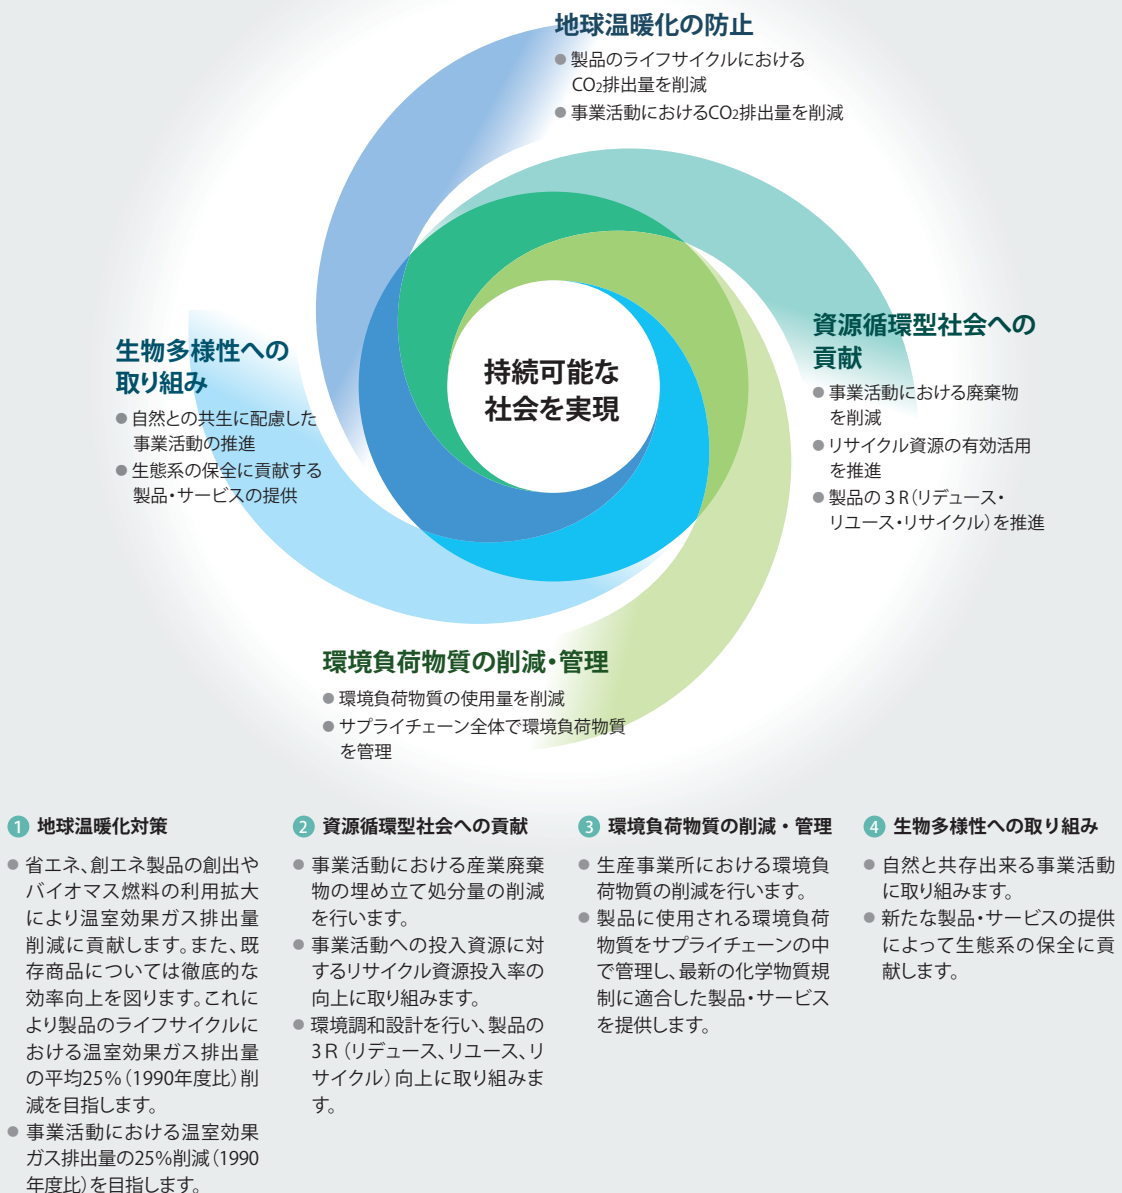 地球温暖化の防止
● 製品のライフサイクルにおける
CO₂排出量を削減
● 事業活動におけるCO₂排出量を削減
資源循環型社会への
貢献
● 事業活動における廃棄物
を削減
● リサイクル資源の有効活用
を推進
● 製品の3R(リデュース・
リユース・リサイクル)を推進
生物多様性への
取り組み
● 自然との共生に配慮した
事業活動の推進
● 生態系の保全に貢献する
製品・サービスの提供
持続可能な
社会を実現
環境負荷物質の削減・管理
● 環境負荷物質の使用量を削減
● サプライチェーン全体で環境負荷物質
を管理
1 地球温暖化対策
● 省エネ、創エネ製品の創出や
バイオマス燃料の利用拡大
により温室効果ガス排出量
削減に貢献します。また、既
存商品については徹底的な
効率向上を図ります。これに
より製品のライフサイクルに
おける温室効果ガス排出量
の平均25%(1990年度比)削
減を目指します。
● 事業活動における温室効果
ガス排出量の25%削減(1990
年度比)を目指します。
2 資源循環型社会への貢献
● 事業活動における産業廃棄
物の埋め立て処分量の削減
を行います。
● 事業活動への投入資源に対
するリサイクル資源投入率の
向上に取り組みます。
● 環境調和設計を行い、製品の
3R(リデュース、リユース、リ
サイクル)向上に取り組みま
す。
3 環境負荷物質の削減・管理
● 生産事業所における環境負
荷物質の削減を行います。
● 製品に使用される環境負荷
物質をサプライチェーンの中
で管理し、最新の化学物質規
制に適合した製品・サービス
を提供します。
4 生物多様性への取り組み
● 自然と共存出来る事業活動
に取り組みます。
● 新たな製品・サービスの提供
によって生態系の保全に貢
献します。